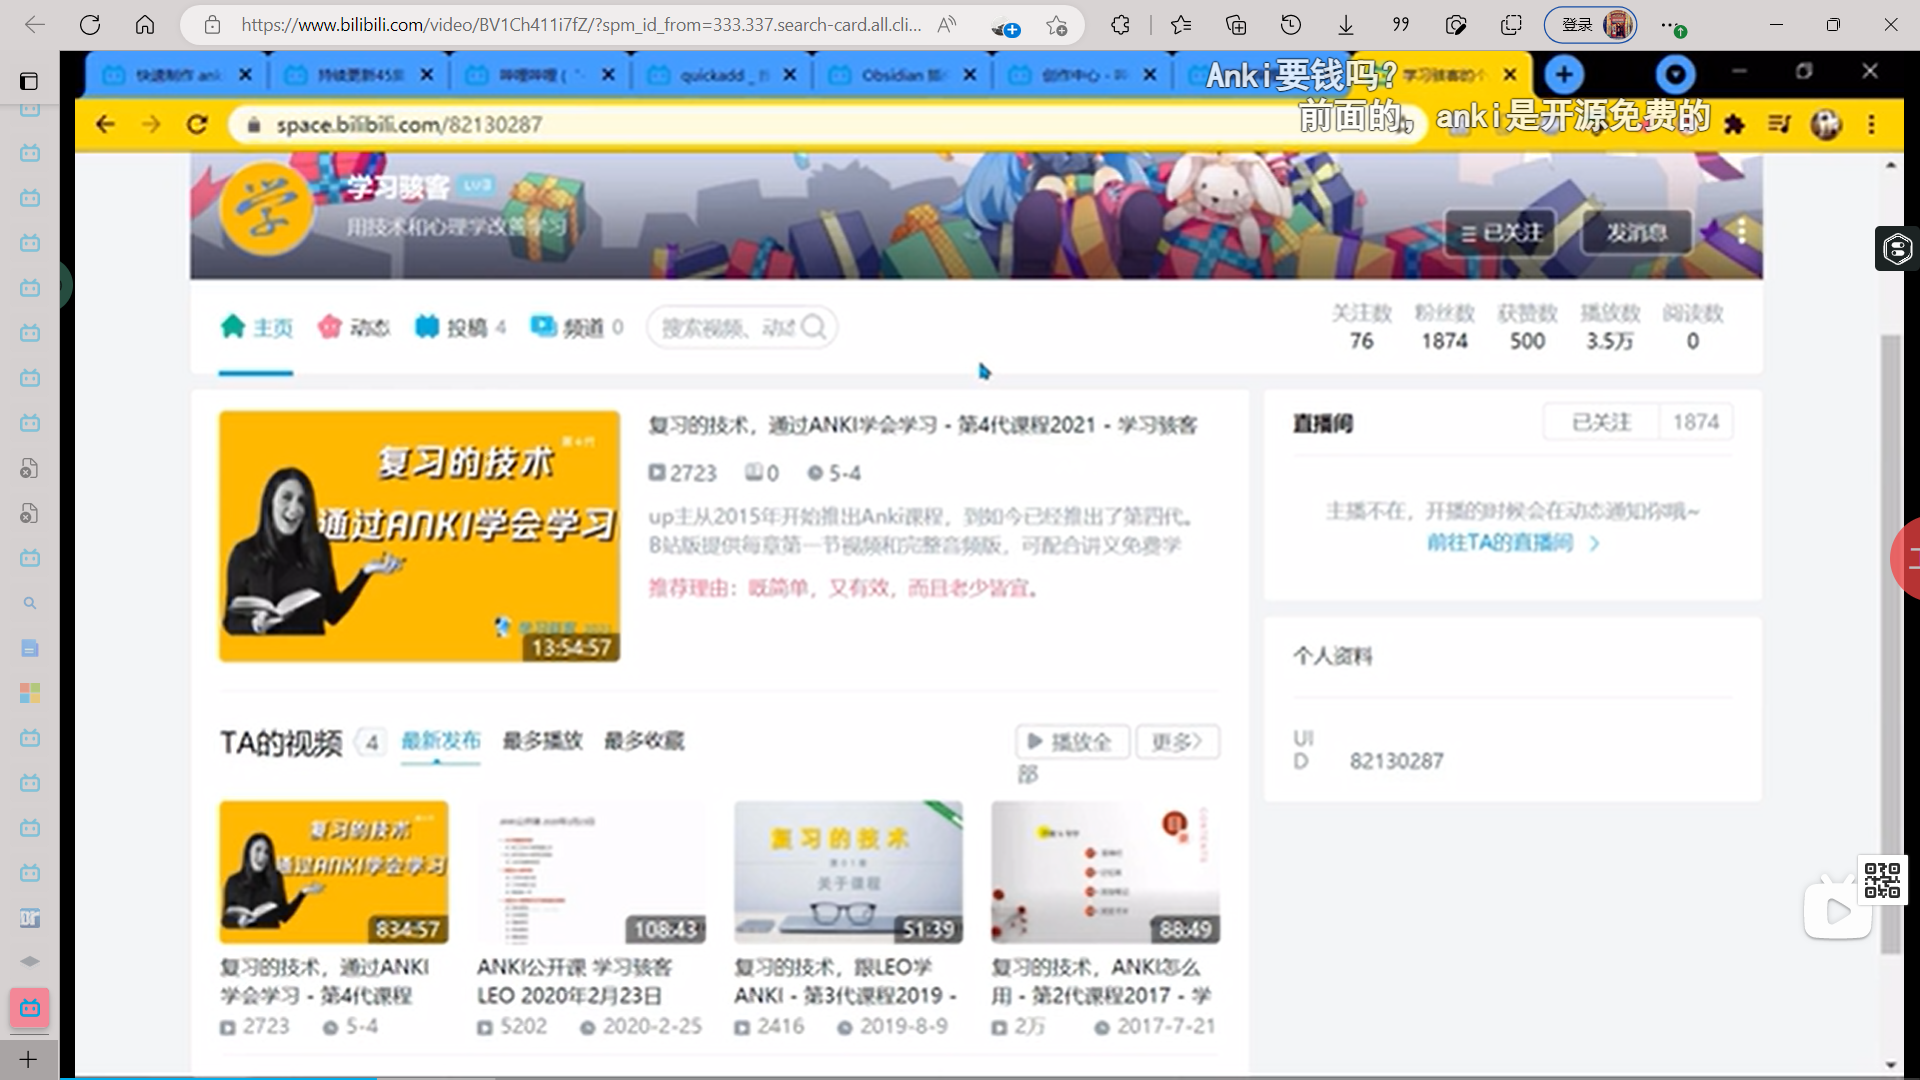 https://www.bilibili.com/video/BV1Ch411i7fZ/?spm_id_from=333.337.search-card.all.cli...
登录
快速制作 ank
持续更新45集
哔哩哔哩 (
quickadd
Obsidian 插
创作中心
学习骇客的个
Anki要钱吗?
前面的, anki是开源免费的
space.bilibili.com/82130287
学
学习骇客 LV3
用技术和心理学改善学习
已关注
发消息
主页 动态 投稿 4 频道 0 搜索视频、动态
关注数 粉丝数 获赞数 播放数 阅读数
76 1874 500 3.5万 0
第4代
复习的技术
通过ANKI学会学习
学习骇客 2021
13:54:57
复习的技术，通过ANKI学会学习 - 第4代课程2021 - 学习骇客
2723 0 5-4
up主从2015年开始推出Anki课程，到如今已经推出了第四代。
B站版提供每章第一节视频和完整音频版，可配合讲义免费学
推荐理由：既简单，又有效，而且老少皆宜。
直播间 已关注 1874
主播不在，开播的时候会在动态通知你哦~
前往TA的直播间 >
个人资料
UI
D 82130287
TA的视频 4 最新发布 最多播放 最多收藏 播放全 更多>
部
复习的技术
通过ANKI学会学习
834:57
108:43
复习的技术
关于课程
51:39
88:49
复习的技术，通过ANKI
学会学习 - 第4代课程
2723 5-4
ANKI公开课 学习骇客
LEO 2020年2月23日
5202 2020-2-25
复习的技术，跟LEO学
ANKI - 第3代课程2019 -
2416 2019-8-9
复习的技术，ANKI怎么
用 - 第2代课程2017 - 学
2万 2017-7-21